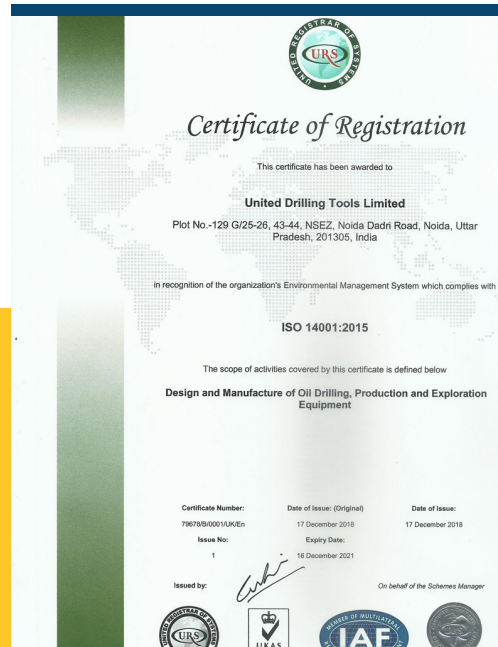 UNITED REGISTRAR OF SYSTEMS
URS
Certificate of Registration
This certificate has been awarded to
United Drilling Tools Limited
Plot No.-129 G/25-26, 43-44, NSEZ, Noida Dadri Road, Noida, Uttar
Pradesh, 201305, India
in recognition of the organization's Environmental Management System which complies with
ISO 14001:2015
The scope of activities covered by this certificate is defined below
Design and Manufacture of Oil Drilling, Production and Exploration
Equipment
Certificate Number: Date of Issue: (Original) Date of Issue:
79678/B/0001/UK/En 17 December 2018 17 December 2018
Issue No: Expiry Date:
1 16 December 2021
Issued by: On behalf of the Schemes Manager
REGISTRAR OF
URS
UKAS
MEMBER OF MULTILATERAL
IAF